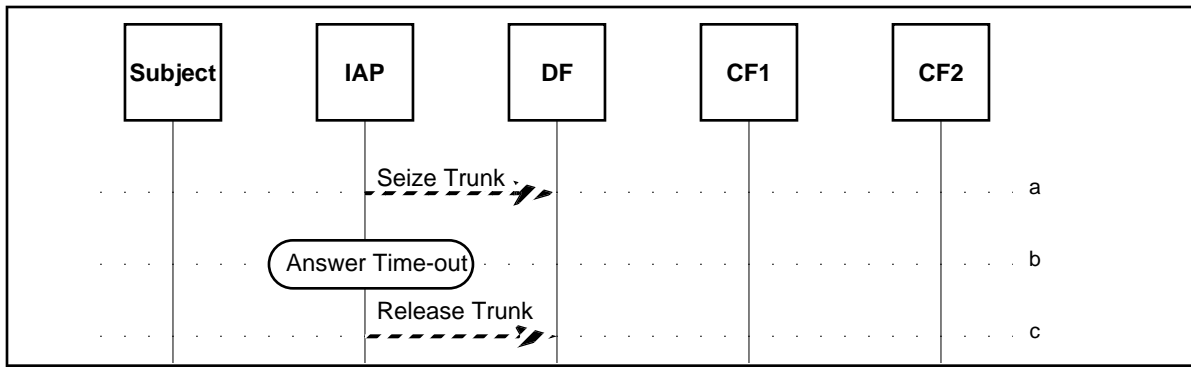 Subject IAP DF CF1 CF2
Seize Trunk
a
Answer Time-out
b
Release Trunk
c